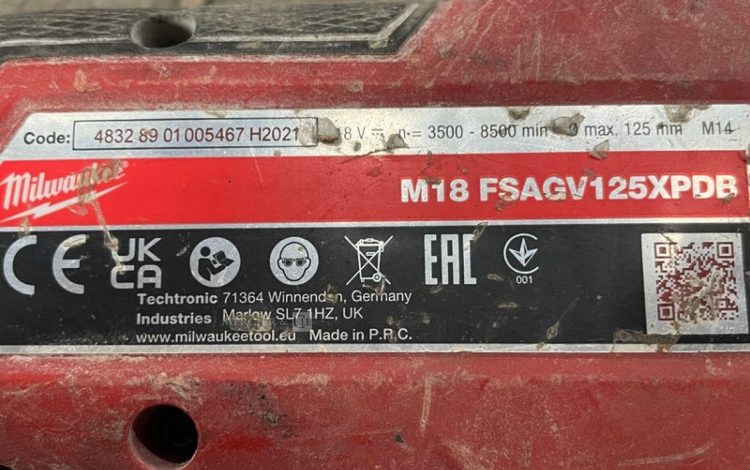 Code: 4832 89 01 005467 H2021 18 V n= 3500 - 8500 min max. 125 mm M14
Milwaukee
M18 FSAGV125XPDB
CE UK CA EAC 001
Techtronic 71364 Winnenden, Germany
Industries Marlow SL7 1HZ, UK
www.milwaukeetool.eu Made in P.R.C.